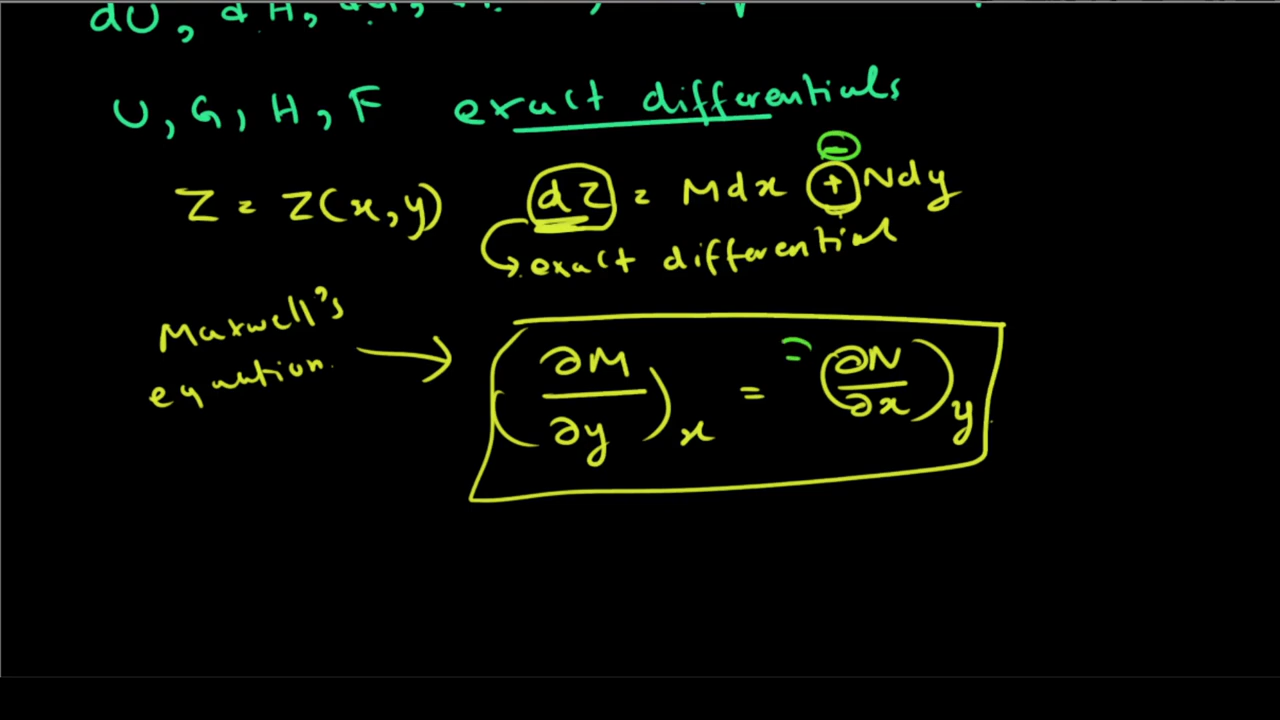 dU, dH,
U, G, H, F exact differentials
−
Z = Z(x,y) dZ = Mdx + Ndy
exact differential
Maxwell's
equation.
(∂M/∂y)x = −(∂N/∂x)y